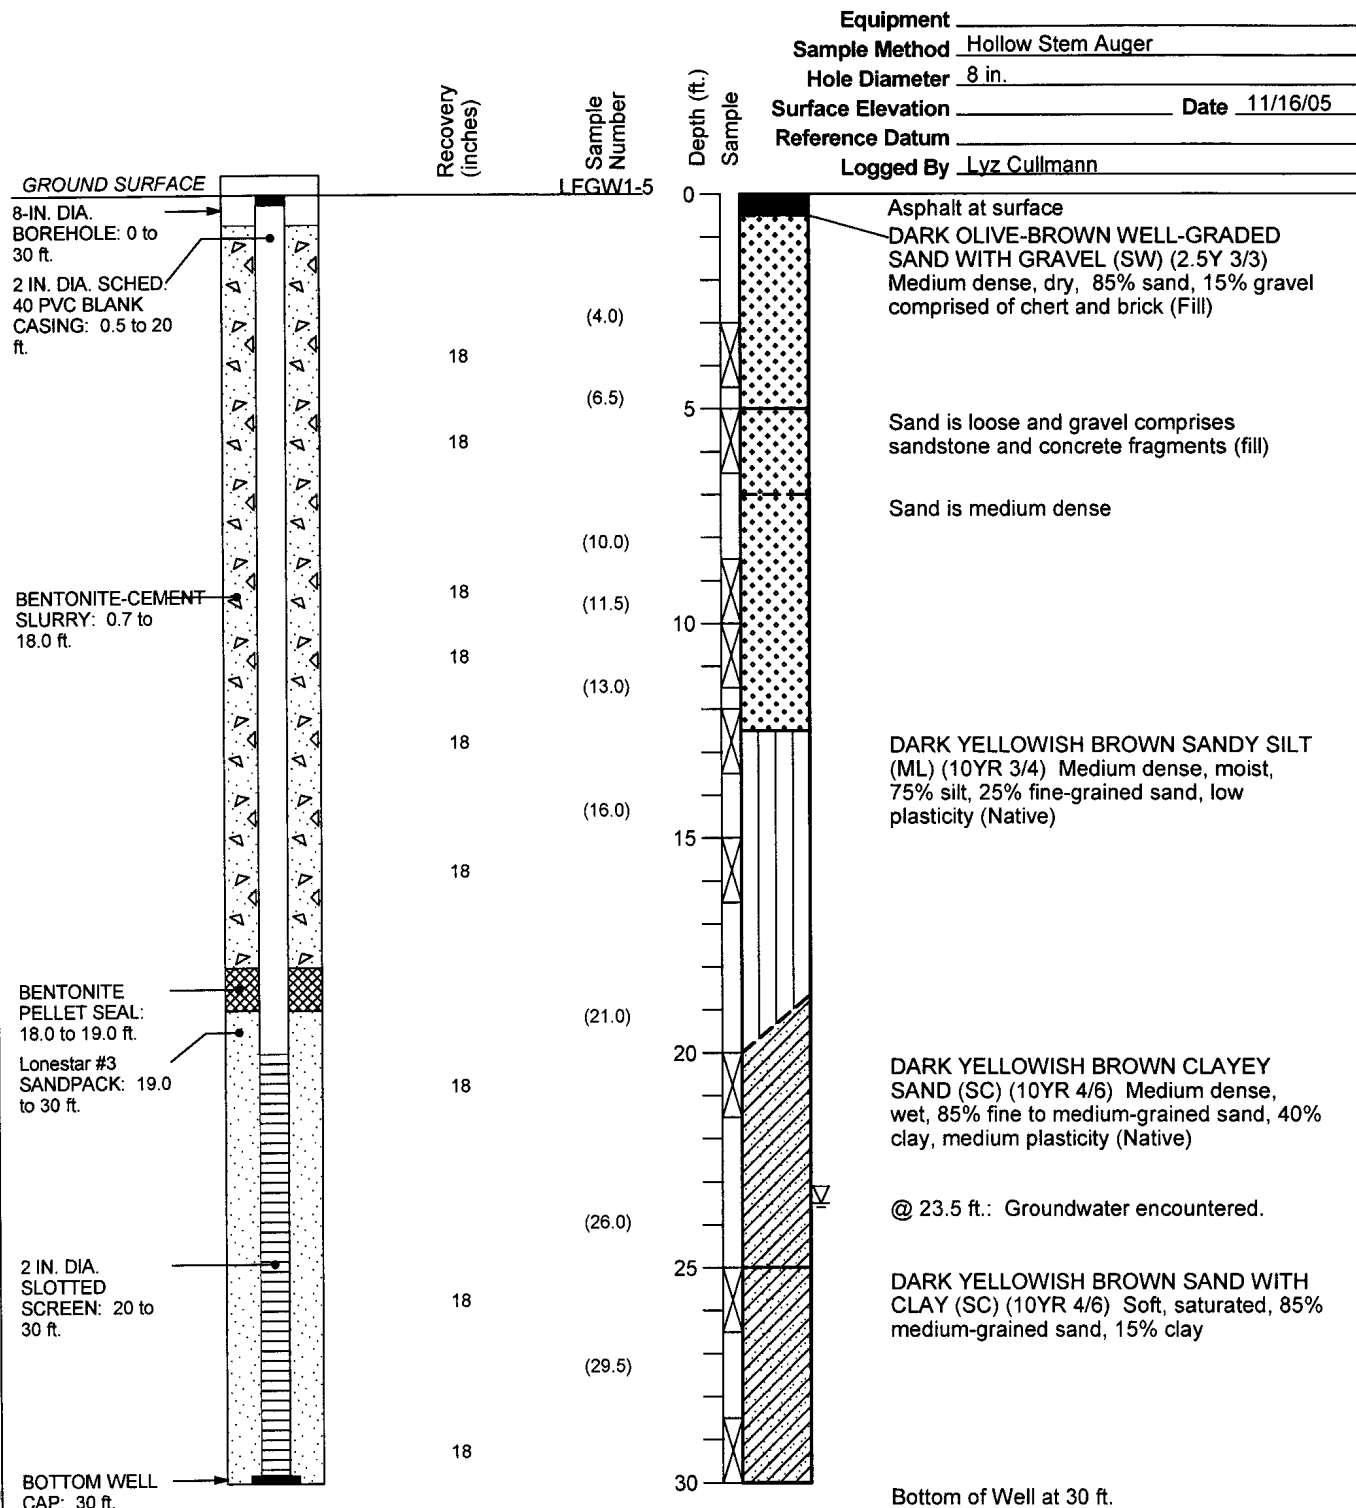 Equipment
Sample Method Hollow Stem Auger
Hole Diameter 8 in.
Surface Elevation Date 11/16/05
Reference Datum
Logged By Lyz Cullmann
Recovery
(inches)
Sample
Number
Depth (ft.)
Sample
GROUND SURFACE
LFGW1-5
8-IN. DIA.
BOREHOLE: 0 to
30 ft.
2 IN. DIA. SCHED.
40 PVC BLANK
CASING: 0.5 to 20
ft.
BENTONITE-CEMENT
SLURRY: 0.7 to
18.0 ft.
BENTONITE
PELLET SEAL:
18.0 to 19.0 ft.
Lonestar #3
SANDPACK: 19.0
to 30 ft.
2 IN. DIA.
SLOTTED
SCREEN: 20 to
30 ft.
BOTTOM WELL
CAP: 30 ft.
18
18
18
18
18
18
18
18
18
(4.0)
(6.5)
(10.0)
(11.5)
(13.0)
(16.0)
(21.0)
(26.0)
(29.5)
0
5
10
15
20
25
30
Asphalt at surface
DARK OLIVE-BROWN WELL-GRADED
SAND WITH GRAVEL (SW) (2.5Y 3/3)
Medium dense, dry, 85% sand, 15% gravel
comprised of chert and brick (Fill)
Sand is loose and gravel comprises
sandstone and concrete fragments (fill)
Sand is medium dense
DARK YELLOWISH BROWN SANDY SILT
(ML) (10YR 3/4) Medium dense, moist,
75% silt, 25% fine-grained sand, low
plasticity (Native)
DARK YELLOWISH BROWN CLAYEY
SAND (SC) (10YR 4/6) Medium dense,
wet, 85% fine to medium-grained sand, 40%
clay, medium plasticity (Native)
@ 23.5 ft.: Groundwater encountered.
DARK YELLOWISH BROWN SAND WITH
CLAY (SC) (10YR 4/6) Soft, saturated, 85%
medium-grained sand, 15% clay
Bottom of Well at 30 ft.